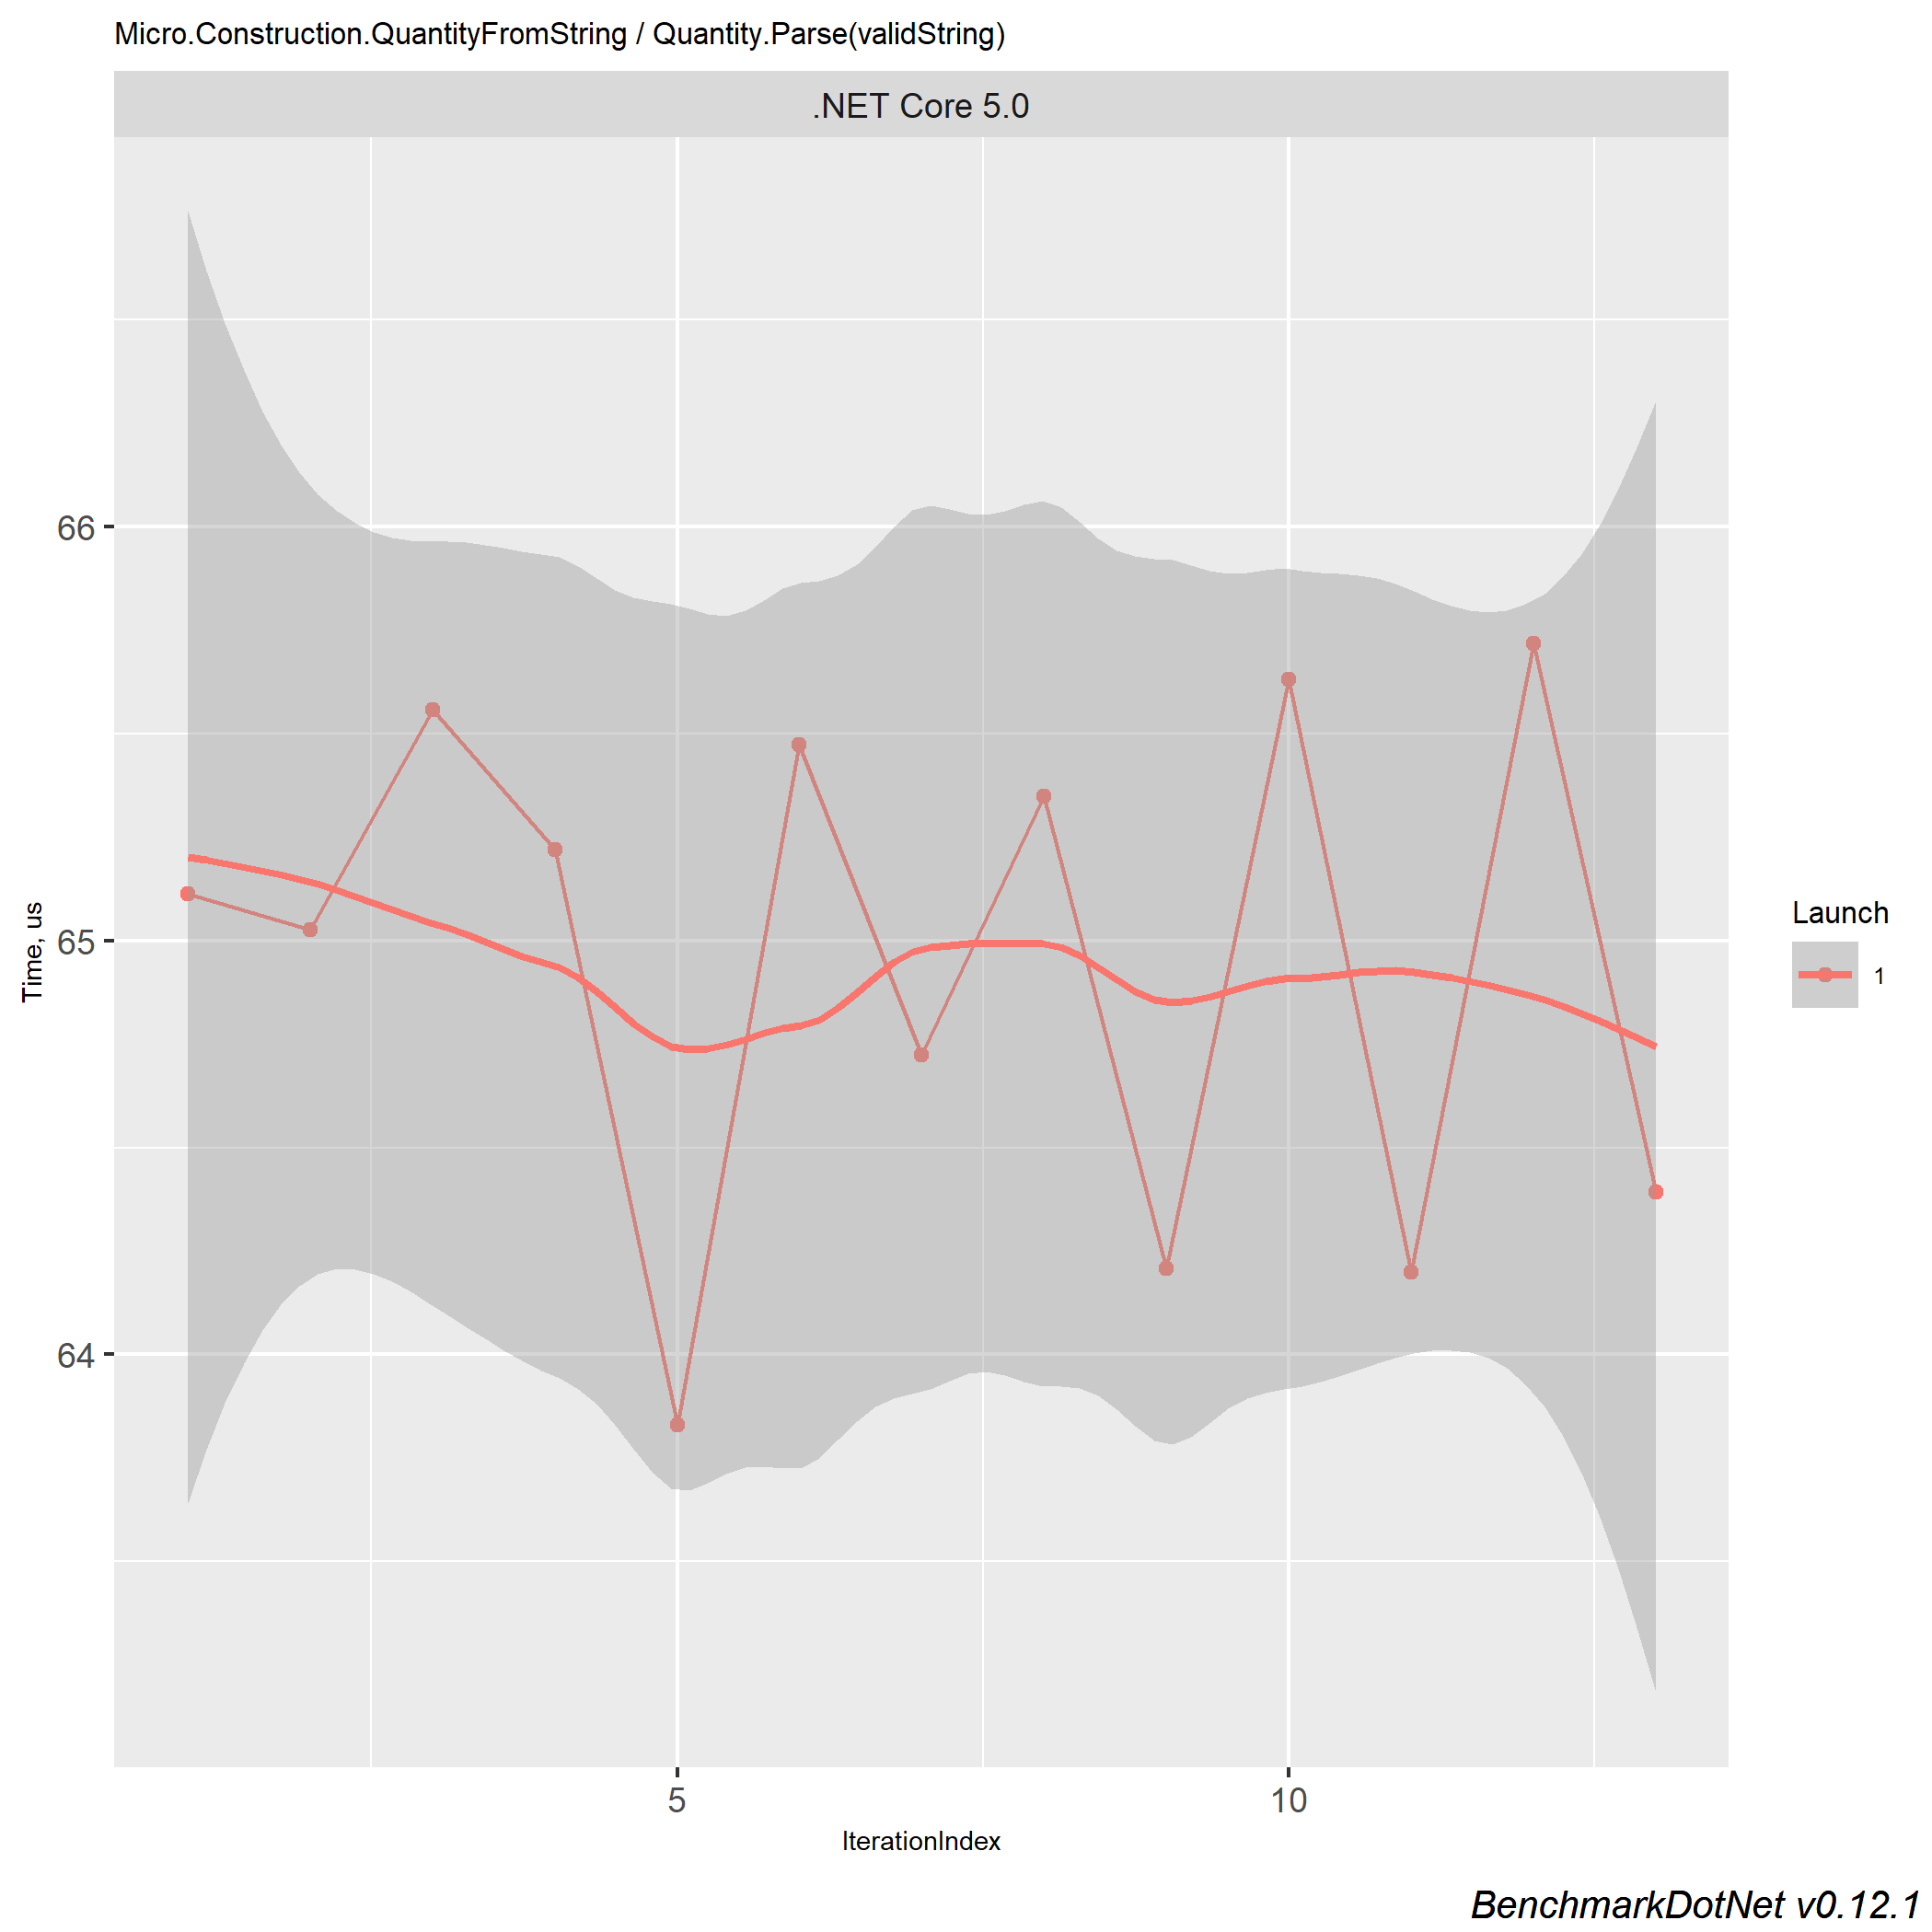 Micro.Construction.QuantityFromString / Quantity.Parse(validString)
.NET Core 5.0
66
65
64
Time, us
5
10
IterationIndex
Launch
1
BenchmarkDotNet v0.12.1